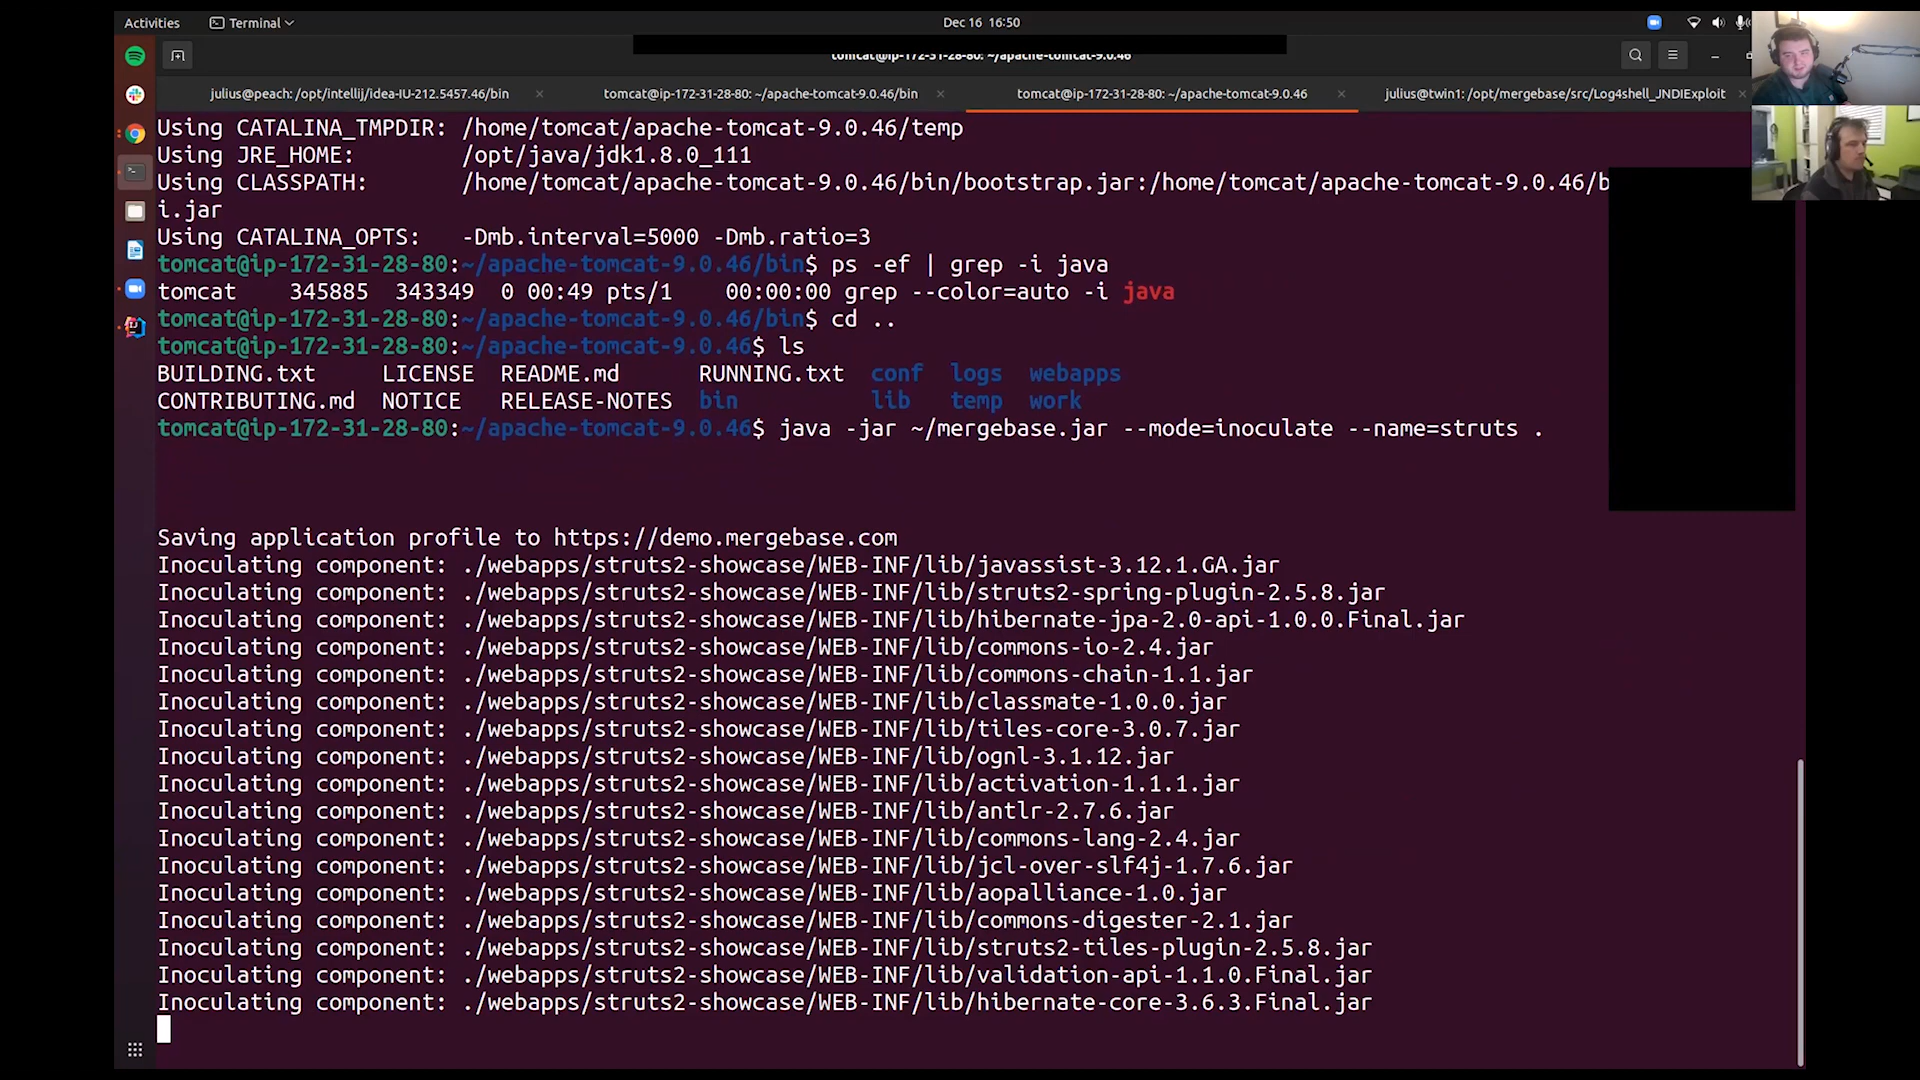 Activities
Terminal
Dec 16 16:50
tomcat@ip-172-31-28-80: ~/apache-tomcat-9.0.46
julius@peach: /opt/intellij/idea-IU-212.5457.46/bin
tomcat@ip-172-31-28-80: ~/apache-tomcat-9.0.46/bin
tomcat@ip-172-31-28-80: ~/apache-tomcat-9.0.46
julius@twin1: /opt/mergebase/src/Log4shell_JNDIExploit
Using CATALINA_TMPDIR: /home/tomcat/apache-tomcat-9.0.46/temp
Using JRE_HOME: /opt/java/jdk1.8.0_111
Using CLASSPATH: /home/tomcat/apache-tomcat-9.0.46/bin/bootstrap.jar:/home/tomcat/apache-tomcat-9.0.46/b
i.jar
Using CATALINA_OPTS: -Dmb.interval=5000 -Dmb.ratio=3
tomcat@ip-172-31-28-80:~/apache-tomcat-9.0.46/bin$ ps -ef | grep -i java
tomcat 345885 343349 0 00:49 pts/1 00:00:00 grep --color=auto -i java
tomcat@ip-172-31-28-80:~/apache-tomcat-9.0.46/bin$ cd ..
tomcat@ip-172-31-28-80:~/apache-tomcat-9.0.46$ ls
BUILDING.txt LICENSE README.md RUNNING.txt conf logs webapps
CONTRIBUTING.md NOTICE RELEASE-NOTES bin lib temp work
tomcat@ip-172-31-28-80:~/apache-tomcat-9.0.46$ java -jar ~/mergebase.jar --mode=inoculate --name=struts .
Saving application profile to https://demo.mergebase.com
Inoculating component: ./webapps/struts2-showcase/WEB-INF/lib/javassist-3.12.1.GA.jar
Inoculating component: ./webapps/struts2-showcase/WEB-INF/lib/struts2-spring-plugin-2.5.8.jar
Inoculating component: ./webapps/struts2-showcase/WEB-INF/lib/hibernate-jpa-2.0-api-1.0.0.Final.jar
Inoculating component: ./webapps/struts2-showcase/WEB-INF/lib/commons-io-2.4.jar
Inoculating component: ./webapps/struts2-showcase/WEB-INF/lib/commons-chain-1.1.jar
Inoculating component: ./webapps/struts2-showcase/WEB-INF/lib/classmate-1.0.0.jar
Inoculating component: ./webapps/struts2-showcase/WEB-INF/lib/tiles-core-3.0.7.jar
Inoculating component: ./webapps/struts2-showcase/WEB-INF/lib/ognl-3.1.12.jar
Inoculating component: ./webapps/struts2-showcase/WEB-INF/lib/activation-1.1.1.jar
Inoculating component: ./webapps/struts2-showcase/WEB-INF/lib/antlr-2.7.6.jar
Inoculating component: ./webapps/struts2-showcase/WEB-INF/lib/commons-lang-2.4.jar
Inoculating component: ./webapps/struts2-showcase/WEB-INF/lib/jcl-over-slf4j-1.7.6.jar
Inoculating component: ./webapps/struts2-showcase/WEB-INF/lib/aopalliance-1.0.jar
Inoculating component: ./webapps/struts2-showcase/WEB-INF/lib/commons-digester-2.1.jar
Inoculating component: ./webapps/struts2-showcase/WEB-INF/lib/struts2-tiles-plugin-2.5.8.jar
Inoculating component: ./webapps/struts2-showcase/WEB-INF/lib/validation-api-1.1.0.Final.jar
Inoculating component: ./webapps/struts2-showcase/WEB-INF/lib/hibernate-core-3.6.3.Final.jar